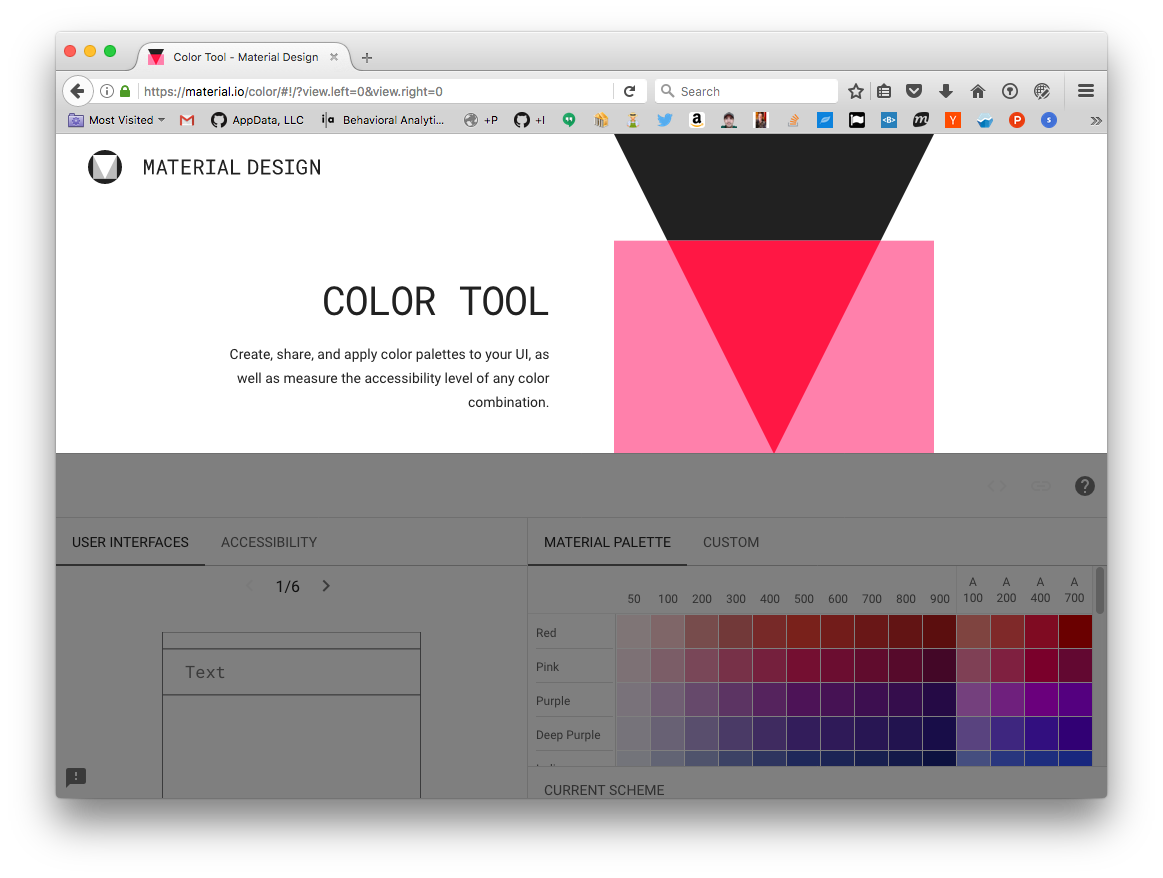 Color Tool - Material Design
https://material.io/color/#!/?view.left=0&view.right=0
Search
Most Visited
AppData, LLC
Behavioral Analyti...
+P
+I
MATERIAL DESIGN
COLOR TOOL
Create, share, and apply color palettes to your UI, as
well as measure the accessibility level of any color
combination.
USER INTERFACES ACCESSIBILITY
1/6
Text
MATERIAL PALETTE CUSTOM
50 100 200 300 400 500 600 700 800 900 A 100 A 200 A 400 A 700
Red
Pink
Purple
Deep Purple
CURRENT SCHEME